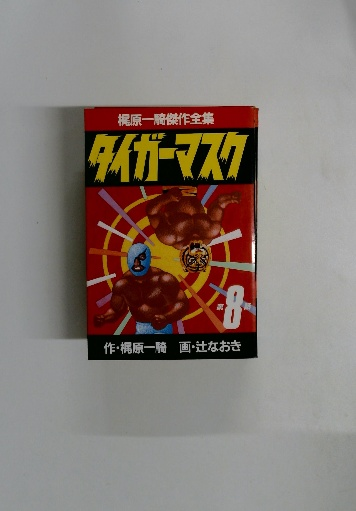 梶原一騎傑作全集
タイガーマスク
第8巻
作・梶原一騎 画・辻なおき